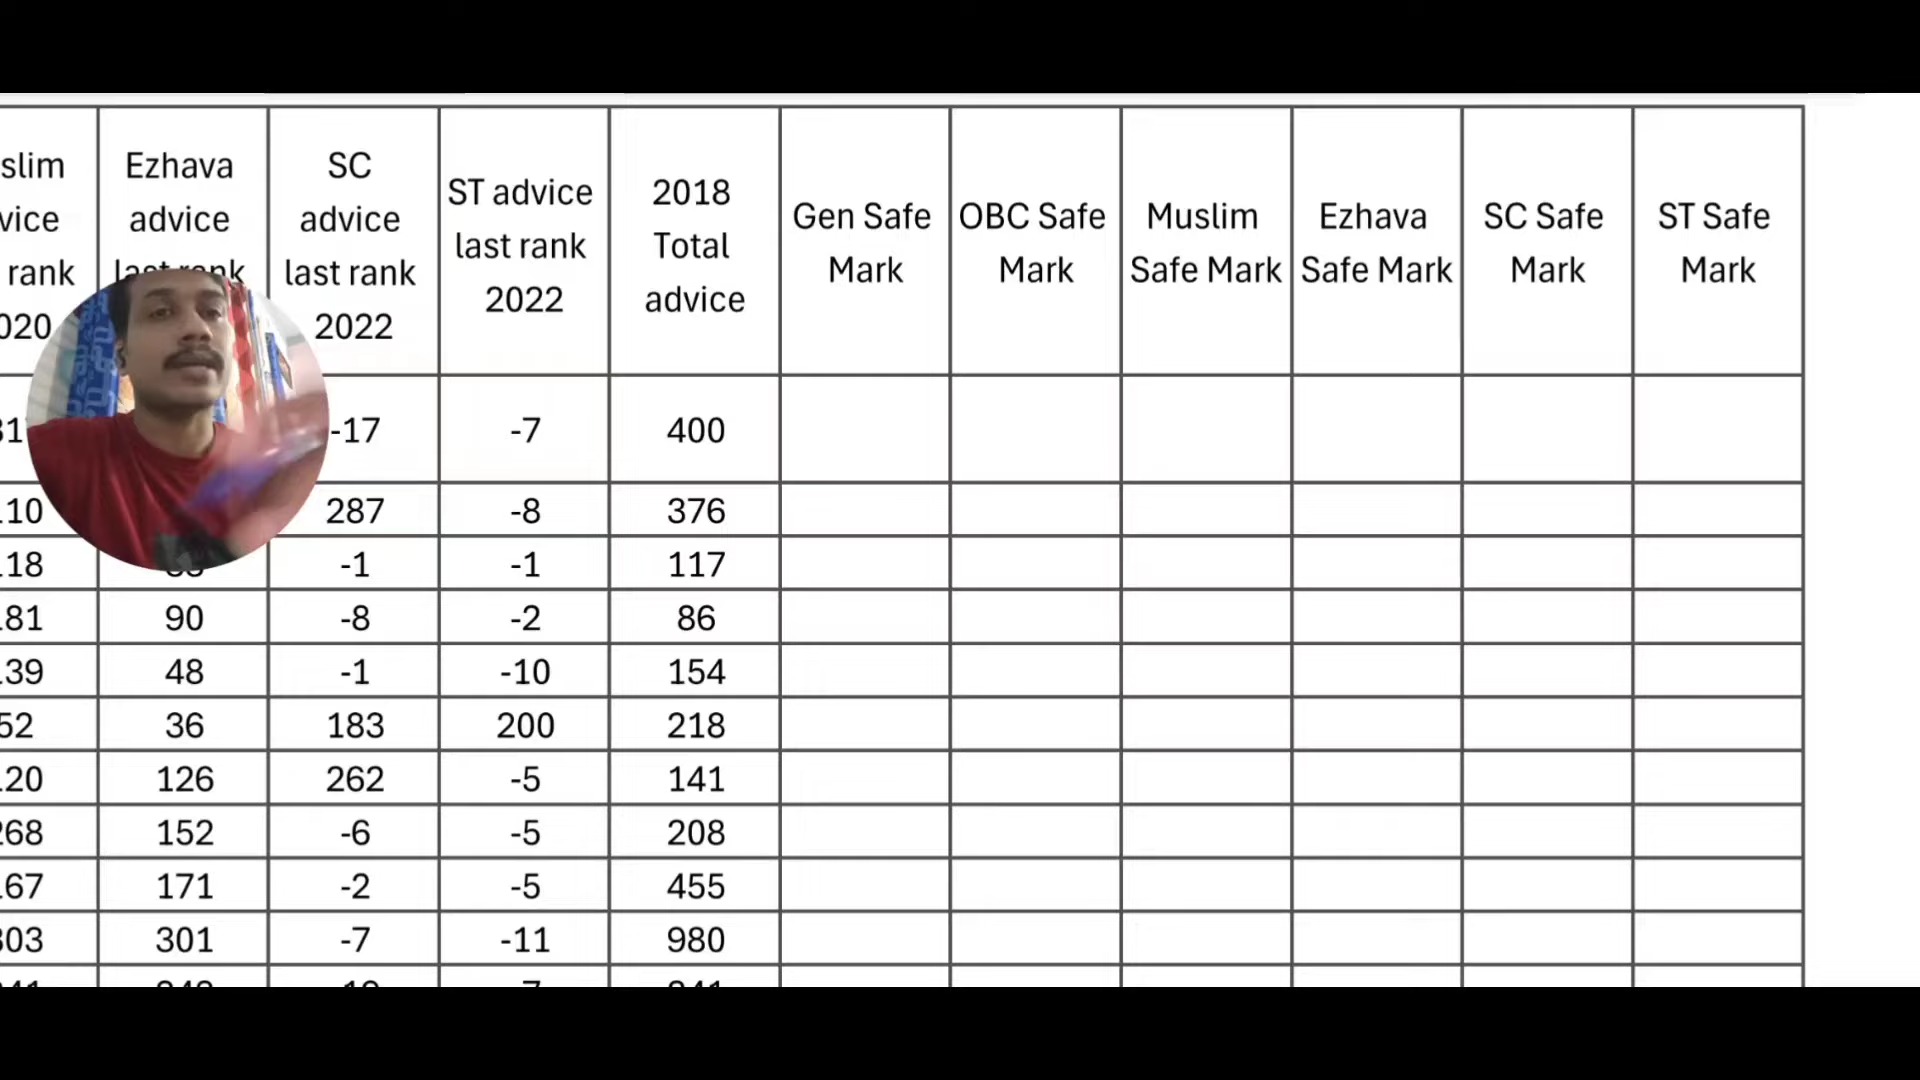 slim
vice
rank
020
Ezhava
advice
last rank
SC
advice
last rank
2022
ST advice
last rank
2022
2018
Total
advice
Gen Safe
Mark
OBC Safe
Mark
Muslim
Safe Mark
Ezhava
Safe Mark
SC Safe
Mark
ST Safe
Mark
-17 -7 400
10 287 -8 376
18 -1 -1 117
81 90 -8 -2 86
39 48 -1 -10 154
52 36 183 200 218
20 126 262 -5 141
268 152 -6 -5 208
67 171 -2 -5 455
303 301 -7 -11 980